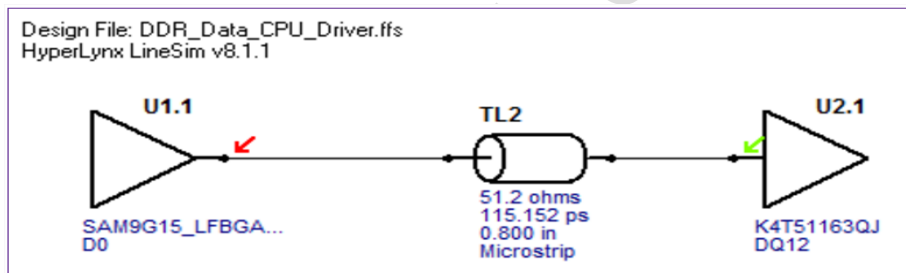 Design File: DDR_Data_CPU_Driver.ffs
HyperLynx LineSim v8.1.1
U1.1
TL2
U2.1
51.2 ohms
115.152 ps
0.800 in
Microstrip
SAM9G15_LFBGA...
D0
K4T51163QJ
DQ12